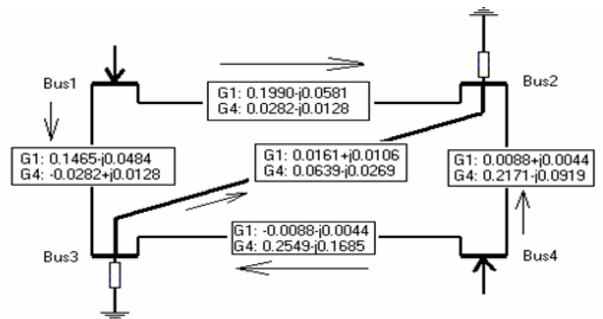 Bus1
Bus2
G1: 0.1990-j0.0581
G4: 0.0282-j0.0128
G1: 0.1465-j0.0484
G4: -0.0282+j0.0128
G1: 0.0161+j0.0106
G4: 0.0639-j0.0269
G1: 0.0088+j0.0044
G4: 0.2171-j0.0919
G1: -0.0088-j0.0044
G4: 0.2549-j0.1685
Bus3
Bus4